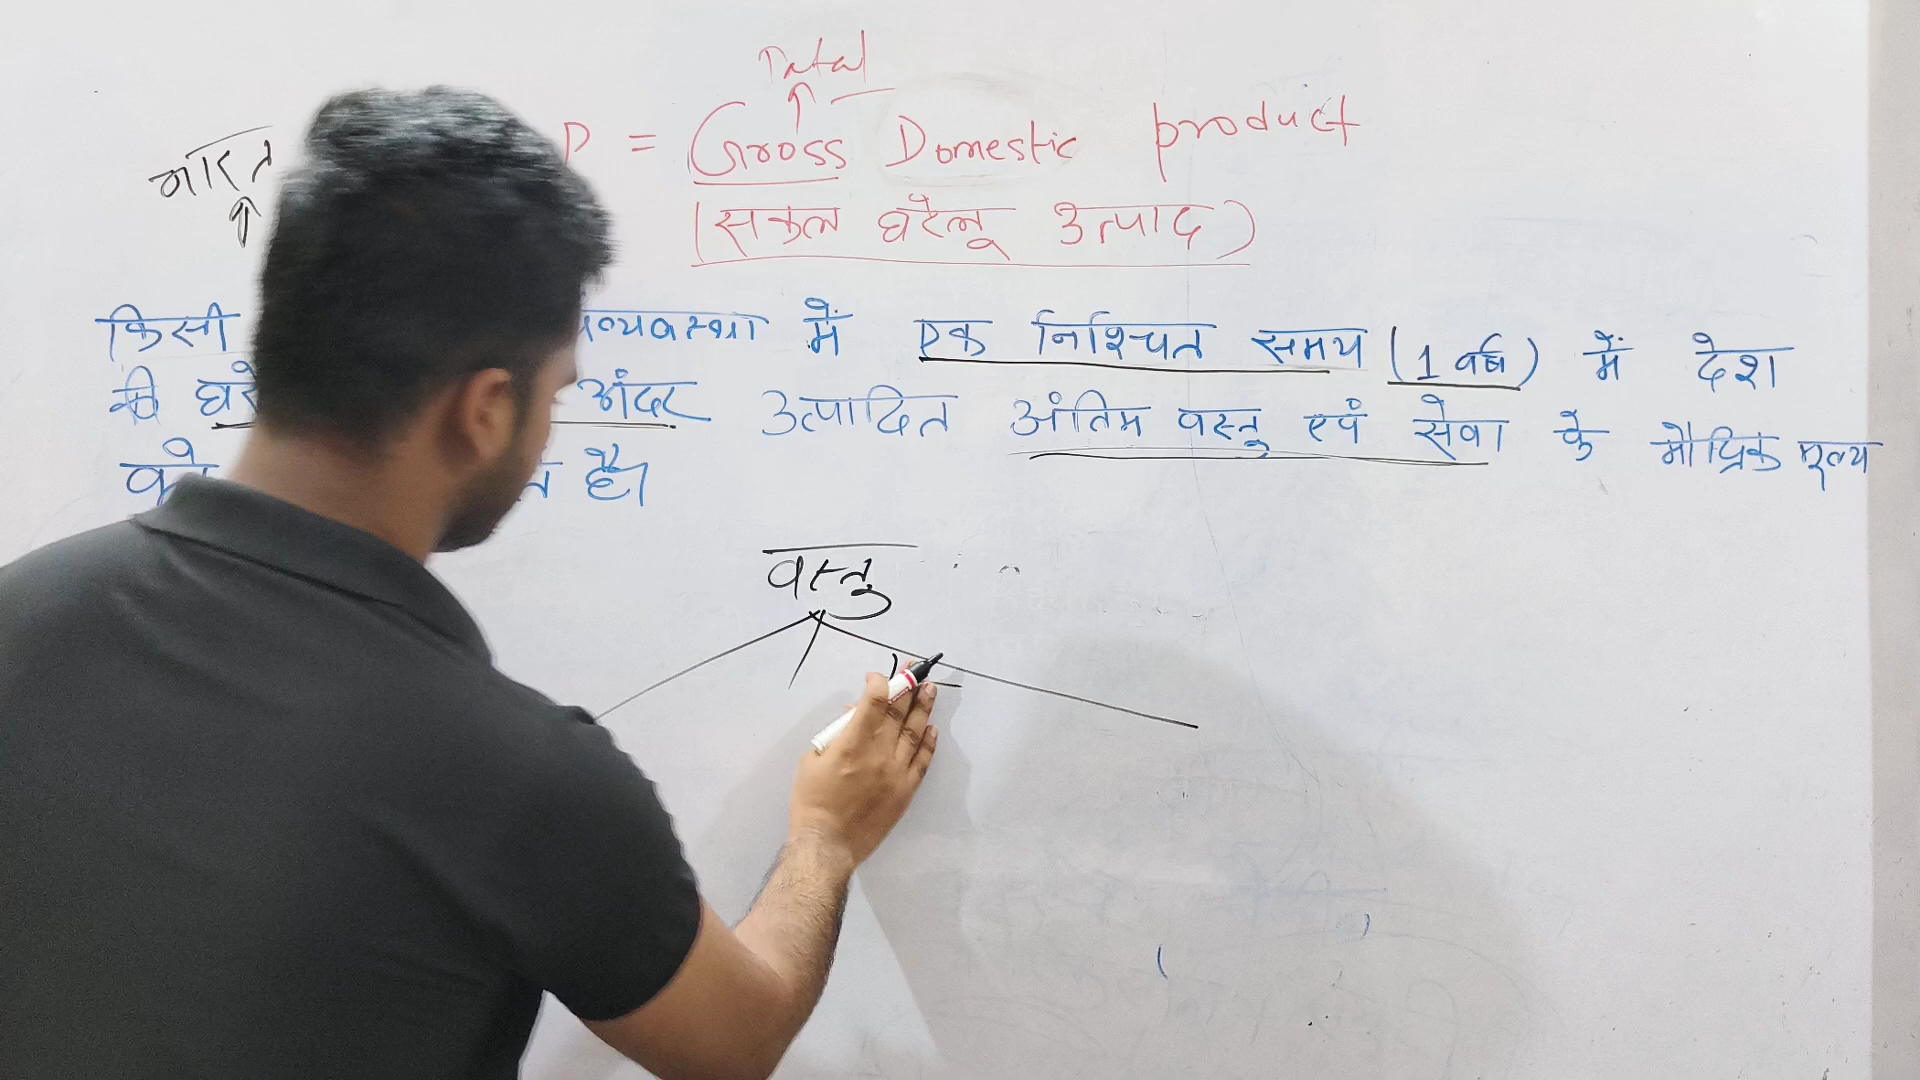 Total
भारत
P = Gross Domestic product
(सकल घरेलू उत्पाद)
किसी व्यवस्था में एक निश्चित समय (1 वर्ष) में देश
की घरे अंदर उत्पादित अंतिम वस्तु एवं सेवा के मौद्रिक मूल्य
को है।
वस्तु